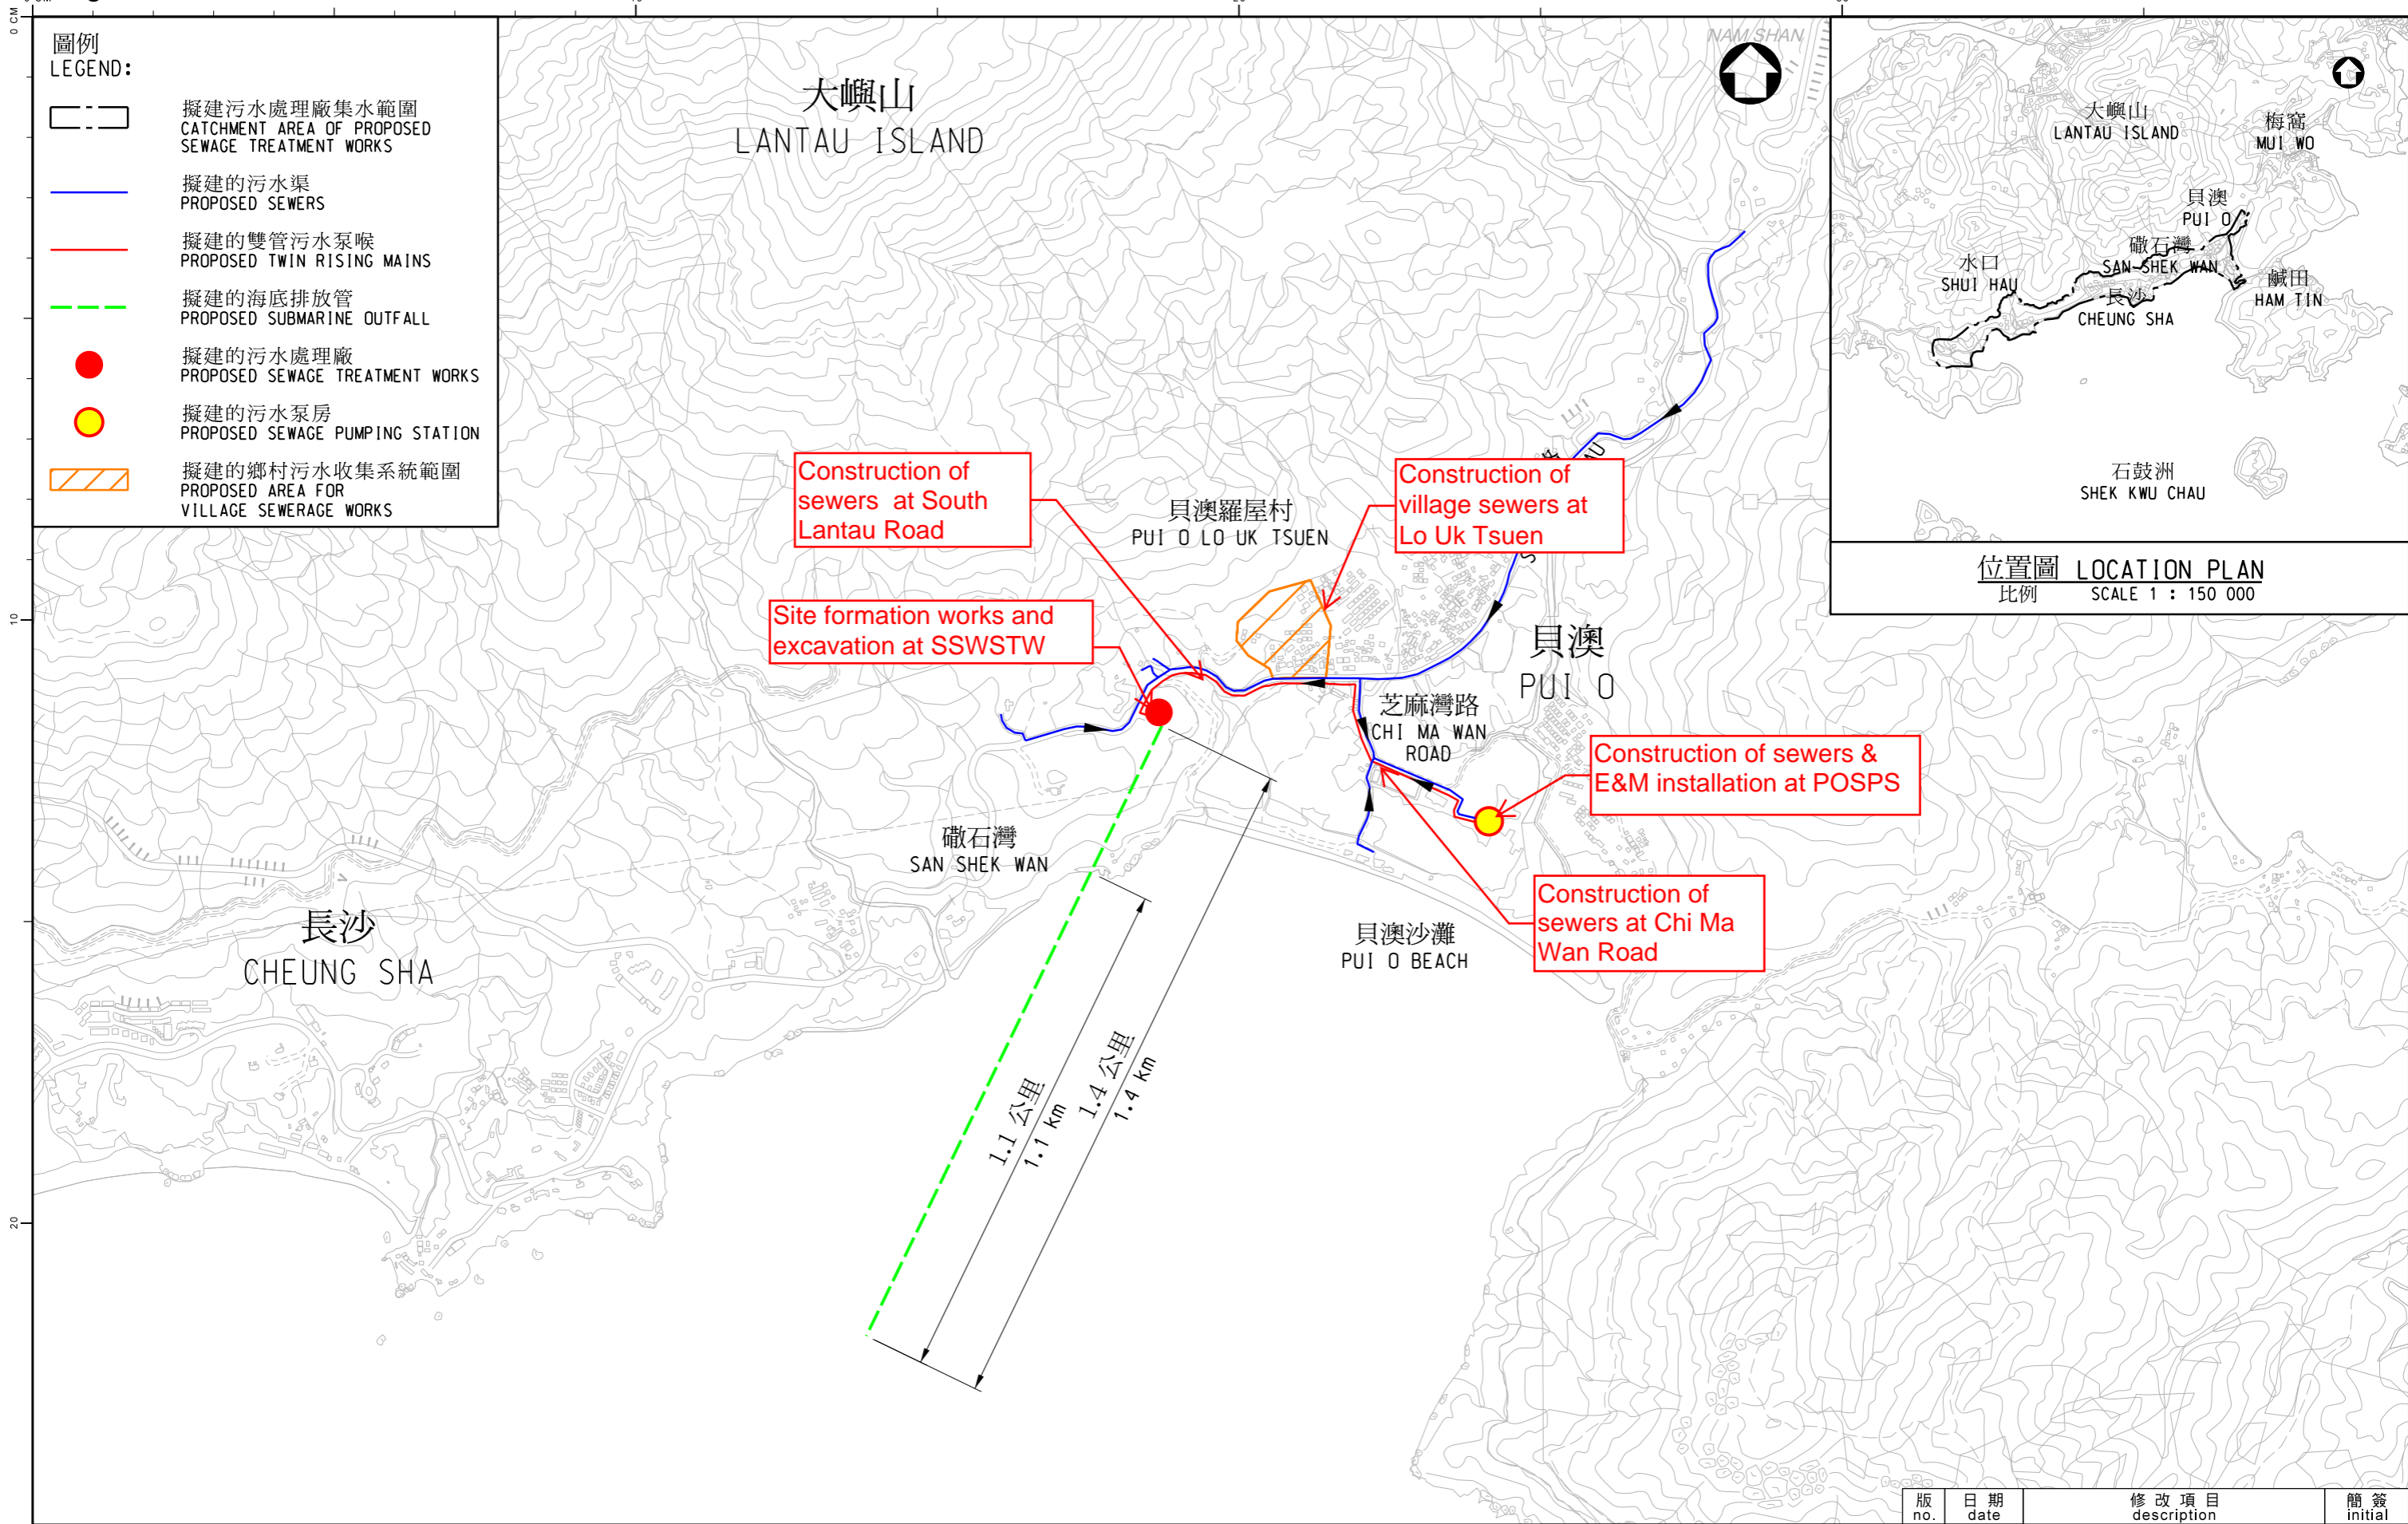 0 CM
圖例
LEGEND:
擬建污水處理廠集水範圍
CATCHMENT AREA OF PROPOSED
SEWAGE TREATMENT WORKS
擬建的污水渠
PROPOSED SEWERS
擬建的雙管污水泵喉
PROPOSED TWIN RISING MAINS
擬建的海底排放管
PROPOSED SUBMARINE OUTFALL
擬建的污水處理廠
PROPOSED SEWAGE TREATMENT WORKS
擬建的污水泵房
PROPOSED SEWAGE PUMPING STATION
擬建的鄉村污水收集系統範圍
PROPOSED AREA FOR
VILLAGE SEWERAGE WORKS
大嶼山
LANTAU ISLAND
NAM SHAN
大嶼山
LANTAU ISLAND
梅窩
MUI WO
貝澳
PUI O
磡石灣
SAN SHEK WAN
水口
SHUI HAU
鹹田
HAM TIN
長沙
CHEUNG SHA
石鼓洲
SHEK KWU CHAU
位置圖 LOCATION PLAN
比例 SCALE 1 : 150 000
Construction of
sewers at South
Lantau Road
貝澳羅屋村
PUI O LO UK TSUEN
Construction of
village sewers at
Lo Uk Tsuen
Site formation works and
excavation at SSWSTW
貝澳
PUI O
芝麻灣路
CHI MA WAN
ROAD
Construction of sewers &
E&M installation at POSPS
磡石灣
SAN SHEK WAN
Construction of
sewers at Chi Ma
Wan Road
長沙
CHEUNG SHA
貝澳沙灘
PUI O BEACH
1.1 公里
1.1 km
1.4 公里
1.4 km
10
20
版 日期 修改項目 簡簽
no. date description initial